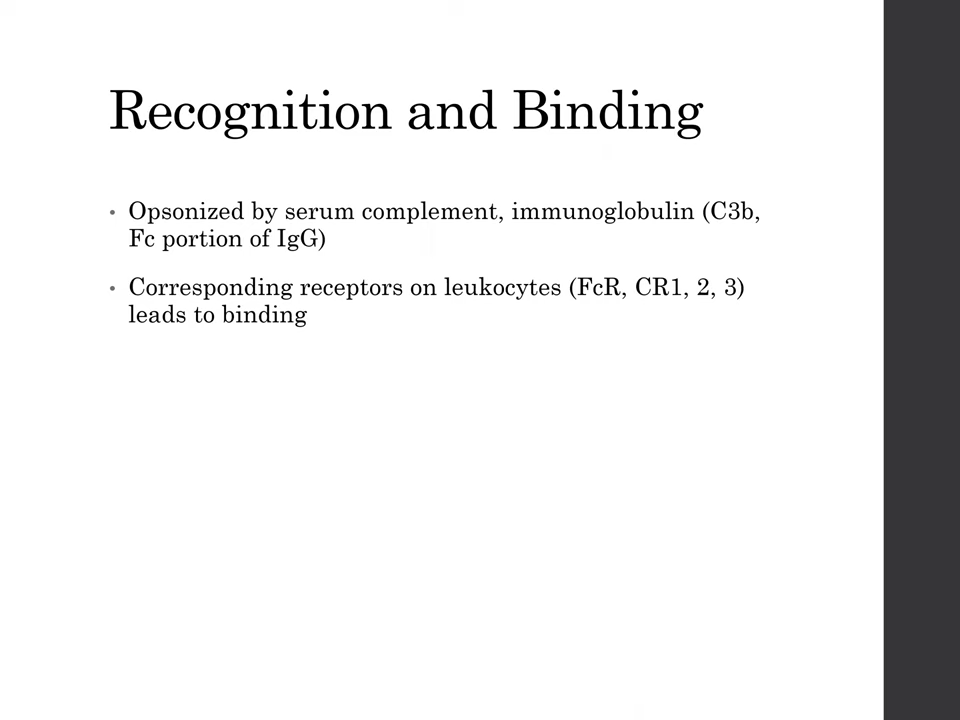 Recognition and Binding
• Opsonized by serum complement, immunoglobulin (C3b,
Fc portion of IgG)
• Corresponding receptors on leukocytes (FcR, CR1, 2, 3)
leads to binding